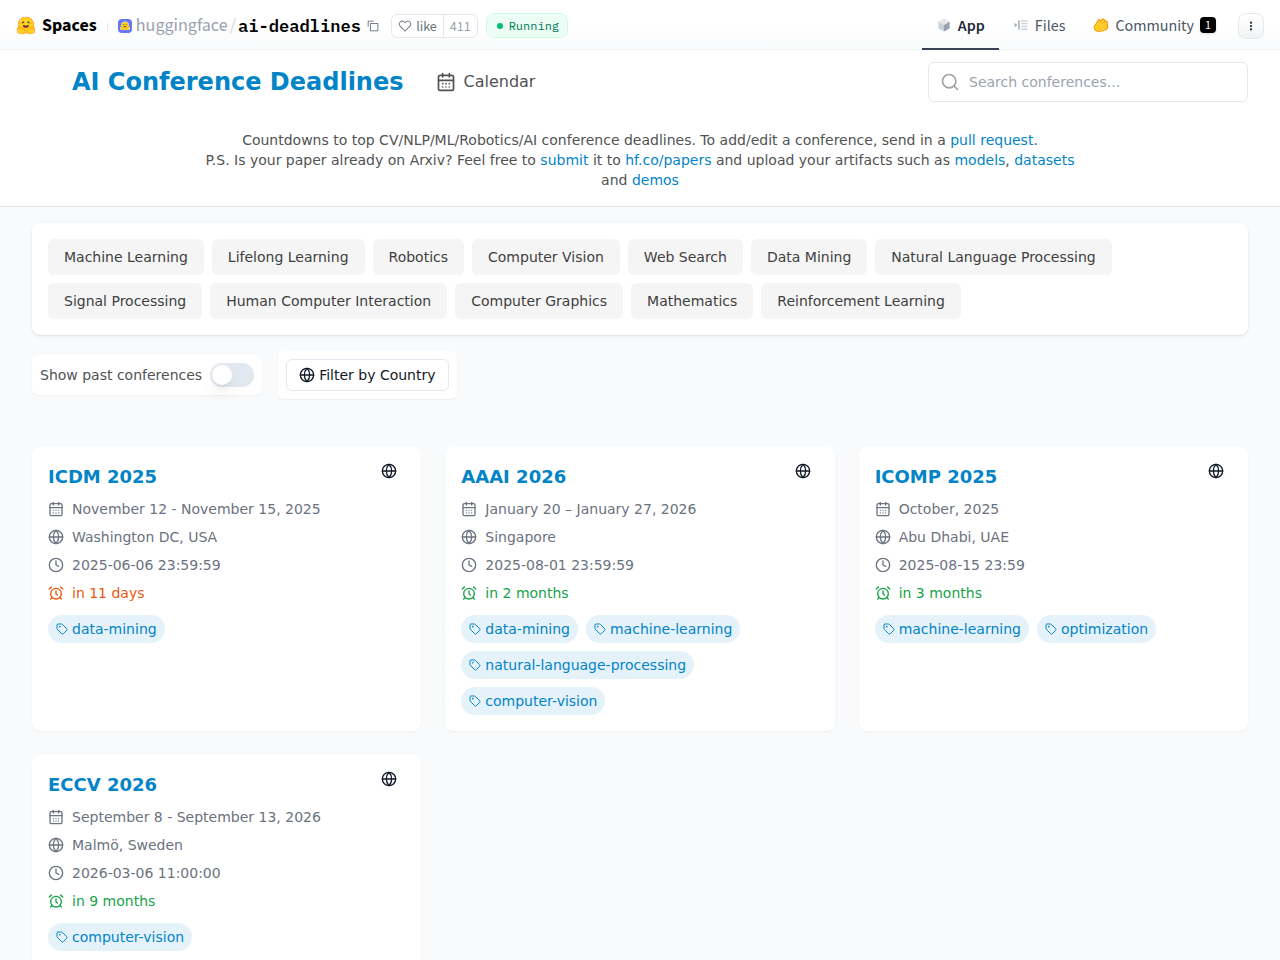 Spaces
huggingface/ai-deadlines
like 411
Running
App
Files
Community 1
AI Conference Deadlines
Calendar
Search conferences...
Countdowns to top CV/NLP/ML/Robotics/AI conference deadlines. To add/edit a conference, send in a pull request.
P.S. Is your paper already on Arxiv? Feel free to submit it to hf.co/papers and upload your artifacts such as models, datasets
and demos
Machine Learning
Lifelong Learning
Robotics
Computer Vision
Web Search
Data Mining
Natural Language Processing
Signal Processing
Human Computer Interaction
Computer Graphics
Mathematics
Reinforcement Learning
Show past conferences
Filter by Country
ICDM 2025
November 12 - November 15, 2025
Washington DC, USA
2025-06-06 23:59:59
in 11 days
data-mining
AAAI 2026
January 20 – January 27, 2026
Singapore
2025-08-01 23:59:59
in 2 months
data-mining
machine-learning
natural-language-processing
computer-vision
ICOMP 2025
October, 2025
Abu Dhabi, UAE
2025-08-15 23:59
in 3 months
machine-learning
optimization
ECCV 2026
September 8 - September 13, 2026
Malmö, Sweden
2026-03-06 11:00:00
in 9 months
computer-vision